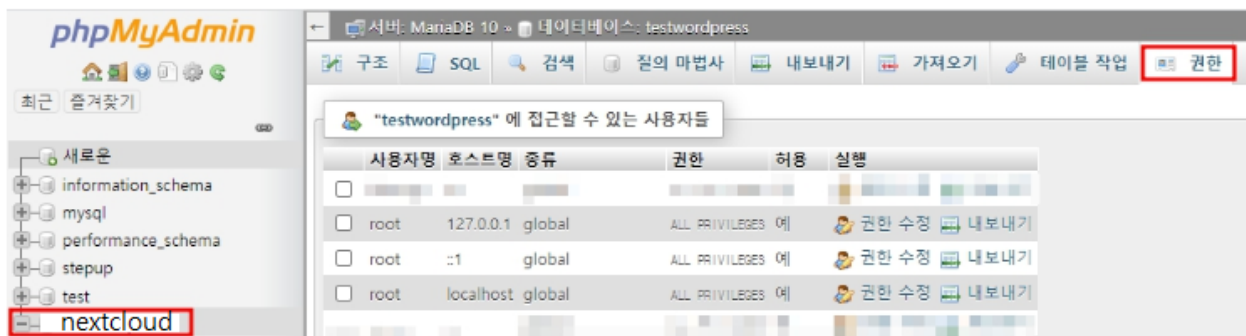 phpMyAdmin
최근 즐겨찾기
새로운
information_schema
mysql
performance_schema
stepup
test
nextcloud
← 서버: MariaDB 10 » 데이터베이스: testwordpress
구조 SQL 검색 질의 마법사 내보내기 가져오기 테이블 작업 권한
"testwordpress" 에 접근할 수 있는 사용자들
사용자명 호스트명 종류 권한 허용 실행
root 127.0.0.1 global ALL PRIVILEGES 예 권한 수정 내보내기
root ::1 global ALL PRIVILEGES 예 권한 수정 내보내기
root localhost global ALL PRIVILEGES 예 권한 수정 내보내기